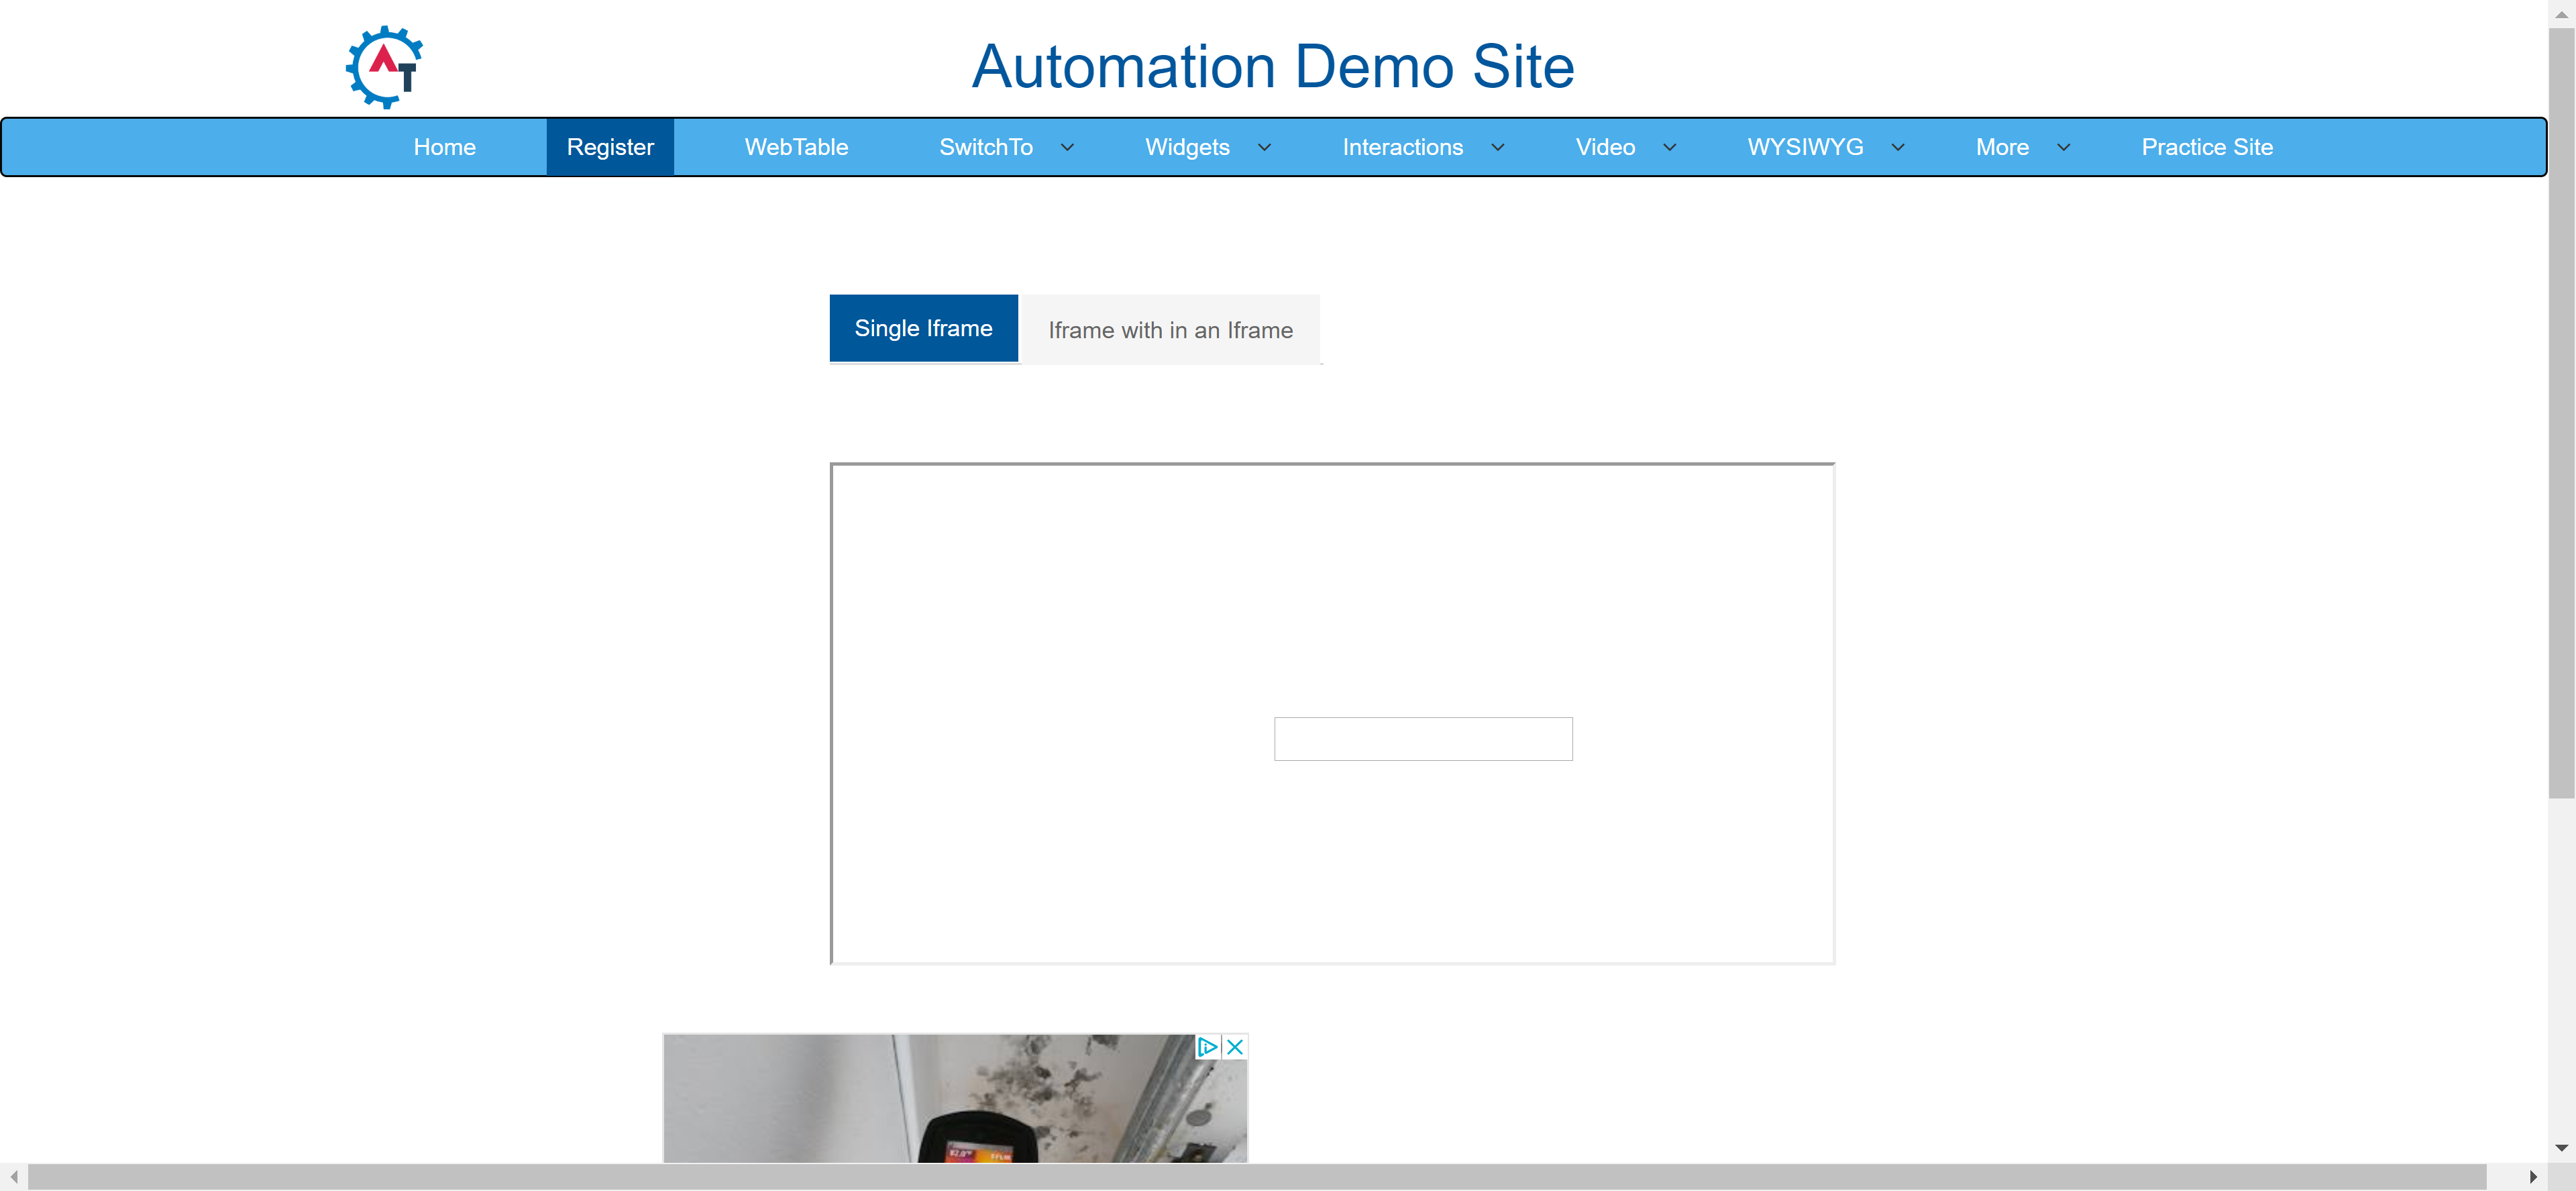 AT
Automation Demo Site
Home Register WebTable SwitchTo Widgets Interactions Video WYSIWYG More Practice Site
Single Iframe Iframe with in an Iframe